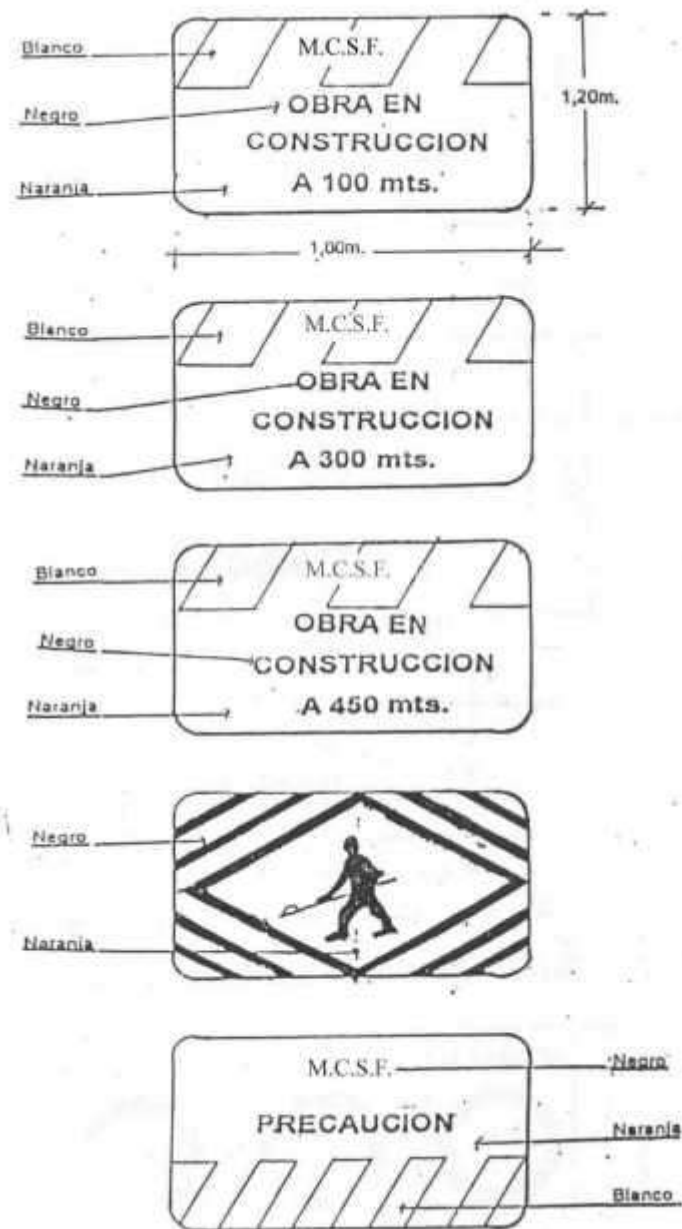 Blanco
M.C.S.F.
1,20m.
Negro
OBRA EN
CONSTRUCCION
Naranja
A 100 mts.
1,00m.
Blanco
M.C.S.F.
Negro
OBRA EN
CONSTRUCCION
Naranja
A 300 mts.
Blanco
M.C.S.F.
Negro
OBRA EN
CONSTRUCCION
Naranja
A 450 mts.
Negro
Naranja
M.C.S.F.
Negro
PRECAUCION
Naranja
Blanco